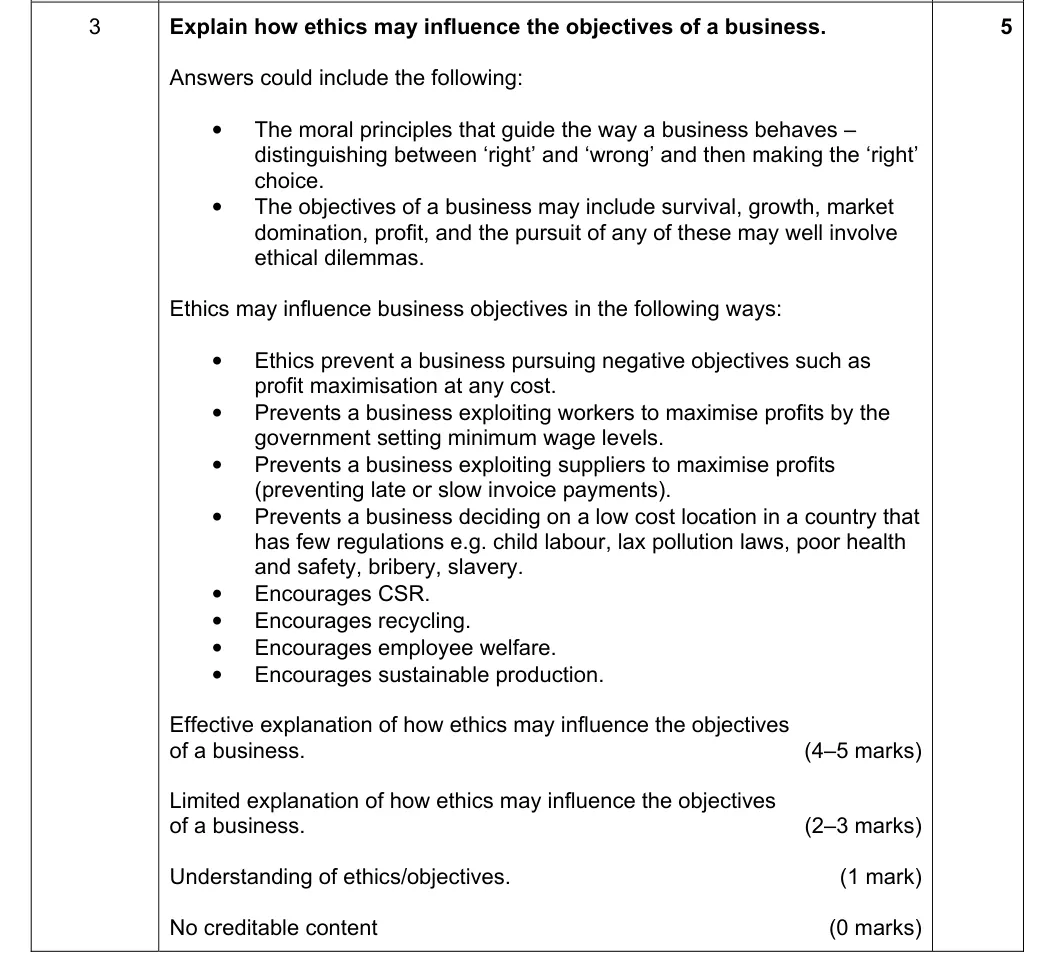 3 Explain how ethics may influence the objectives of a business. 5
Answers could include the following:
• The moral principles that guide the way a business behaves –
distinguishing between ‘right’ and ‘wrong’ and then making the ‘right’
choice.
• The objectives of a business may include survival, growth, market
domination, profit, and the pursuit of any of these may well involve
ethical dilemmas.
Ethics may influence business objectives in the following ways:
• Ethics prevent a business pursuing negative objectives such as
profit maximisation at any cost.
• Prevents a business exploiting workers to maximise profits by the
government setting minimum wage levels.
• Prevents a business exploiting suppliers to maximise profits
(preventing late or slow invoice payments).
• Prevents a business deciding on a low cost location in a country that
has few regulations e.g. child labour, lax pollution laws, poor health
and safety, bribery, slavery.
• Encourages CSR.
• Encourages recycling.
• Encourages employee welfare.
• Encourages sustainable production.
Effective explanation of how ethics may influence the objectives
of a business. (4–5 marks)
Limited explanation of how ethics may influence the objectives
of a business. (2–3 marks)
Understanding of ethics/objectives. (1 mark)
No creditable content (0 marks)